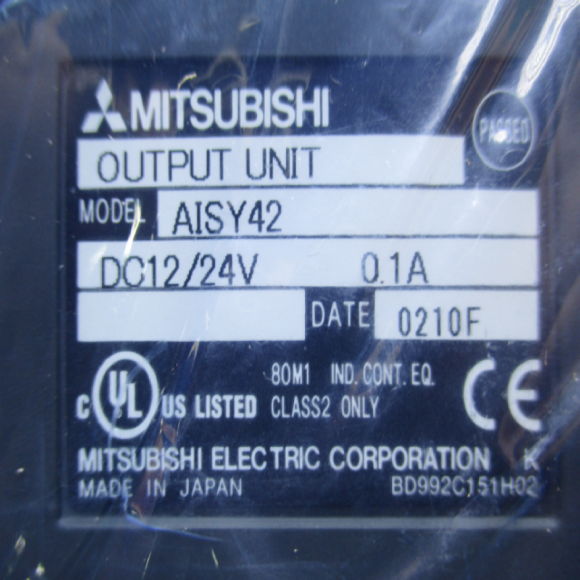 MITSUBISHI
PASSED
OUTPUT UNIT
MODEL AISY42
DC12/24V 0.1A
DATE 0210F
80M1 IND. CONT. EQ.
C UL US LISTED CLASS2 ONLY
CE
MITSUBISHI ELECTRIC CORPORATION K
MADE IN JAPAN BD992C151H02